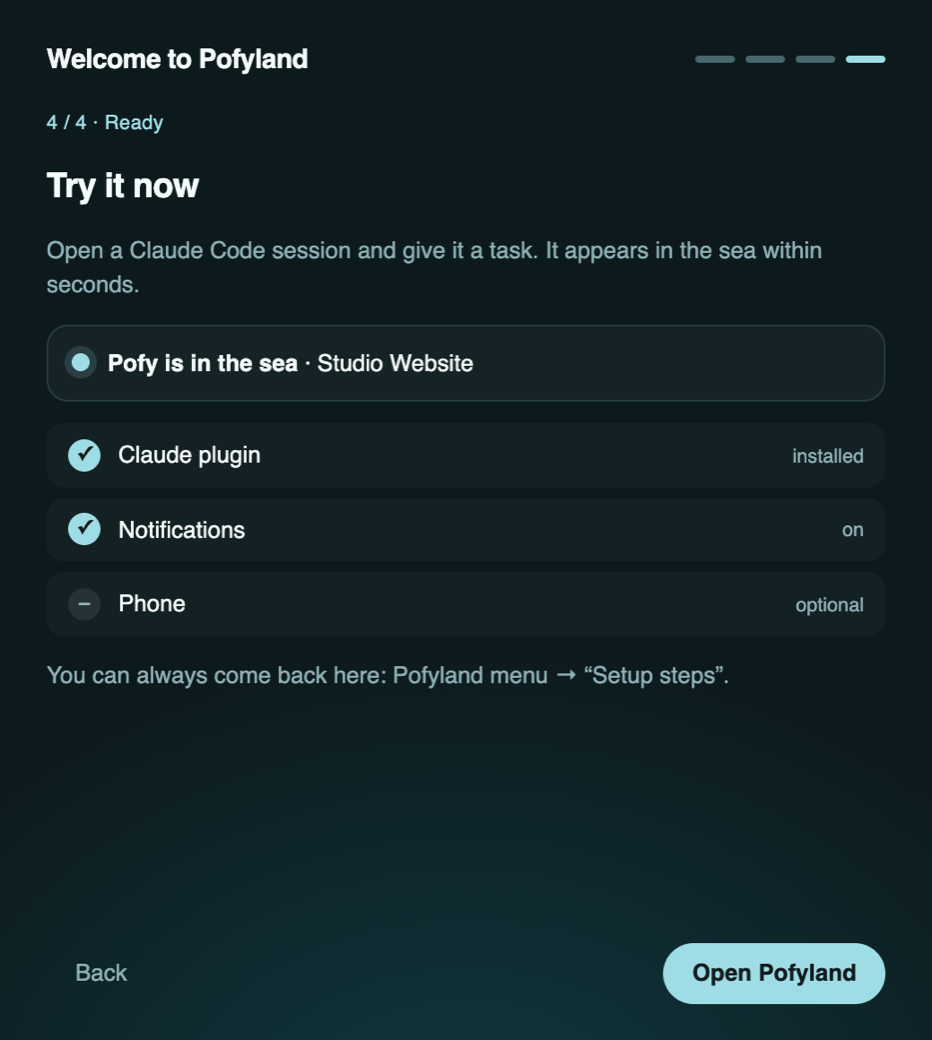 Welcome to Pofyland
4 / 4 · Ready
Try it now
Open a Claude Code session and give it a task. It appears in the sea within
seconds.
Pofy is in the sea · Studio Website
Claude plugin installed
Notifications on
Phone optional
You can always come back here: Pofyland menu → “Setup steps”.
Back Open Pofyland